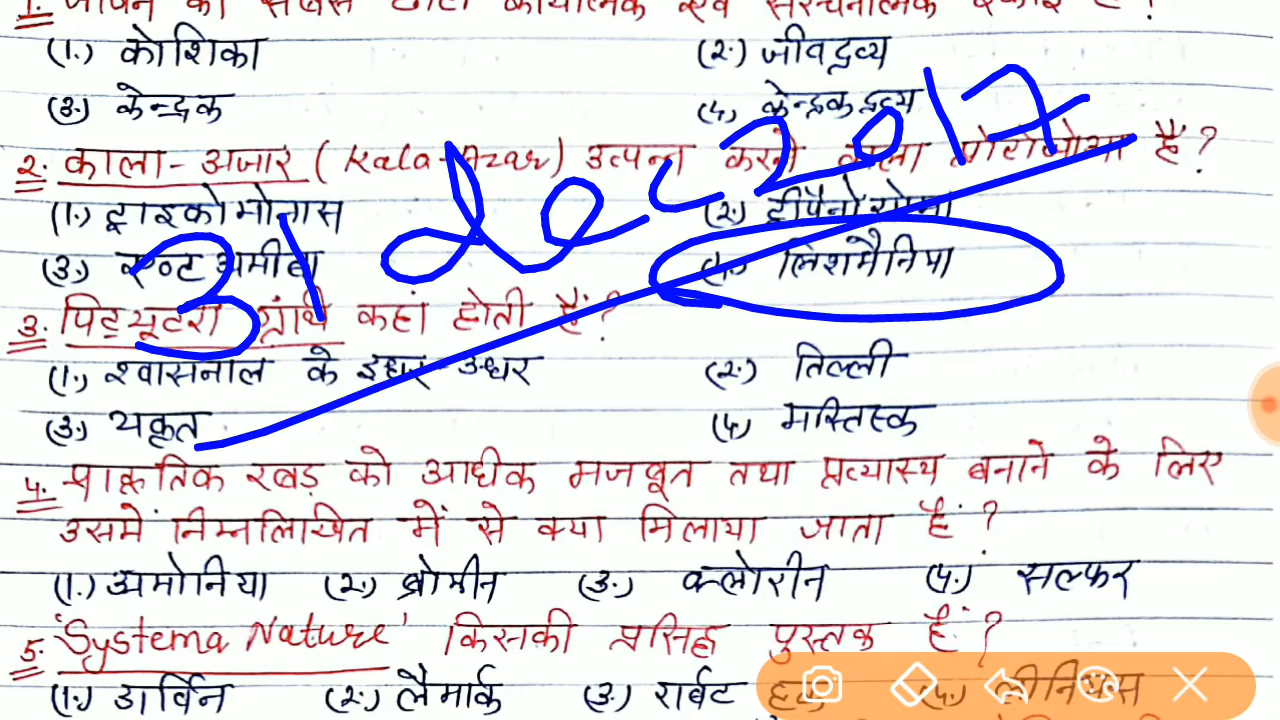 1. जीवन की सबसे छोटी कार्यात्मक एवं संरचनात्मक इकाई है ?
(1.) कोशिका (2.) जीवद्रव्य
(3.) केन्द्रक (4.) केन्द्रक द्रव्य
2. काला-अजार (Kala-Azar) उत्पन्न करने वाला प्रोटोजोआ है ?
(1.) ट्राइकोमोनास (2.) ट्रीपैनोसोमा
(3.) एन्ट अमीबा (4.) लिशमैनिया
31 dec 2017
3. पिट्यूटरी ग्रंथि कहां होती हैं ?
(1.) श्वासनाल के इधर-उधर (2.) तिल्ली
(3.) यकृत (4.) मस्तिस्क
4. प्राकृतिक रबड़ को अधीक मजबूत तथा प्रत्यास्थ बनाने के लिए
उसमें निम्नलिखित में से क्या मिलाया जाता हैं ?
(1.) अमोनिया (2.) ब्रोमीन (3.) क्लोरीन (4.) सल्फर
5. 'Systema Nature' किसकी प्रसिद्ध पुस्तक हैं ?
(1.) डार्विन (2.) लैमार्क (3.) रार्बट हुक (4.) लीनियस